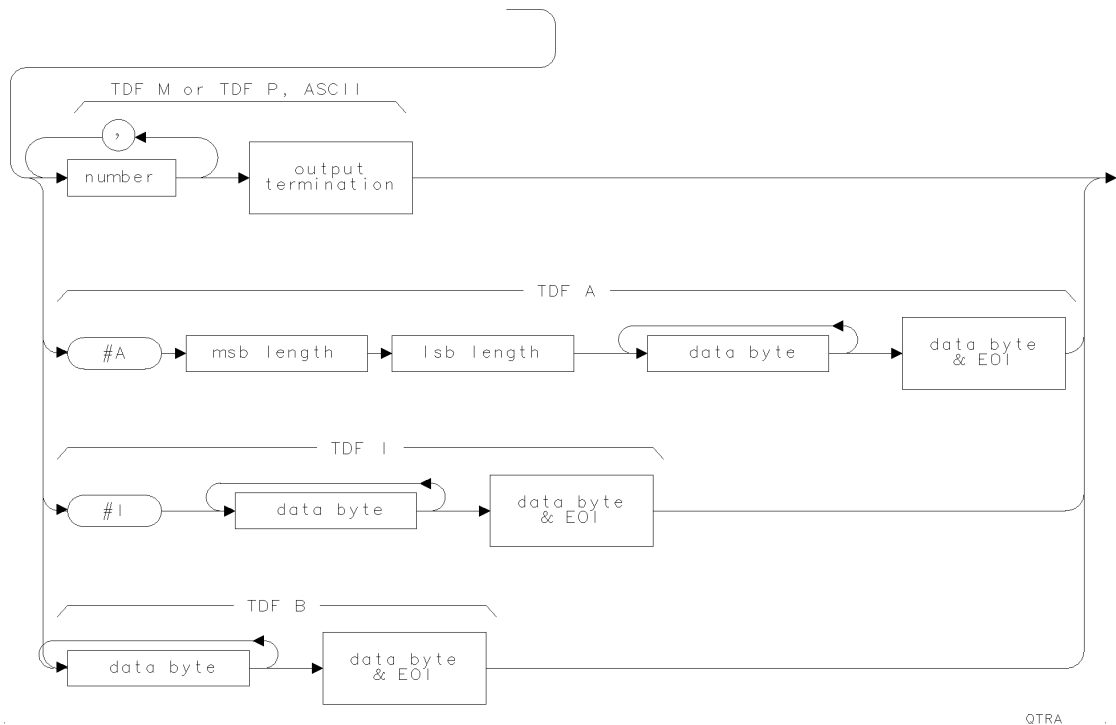 TDF M or TDF P, ASCII
,
number
output
termination
TDF A
#A
msb length
lsb length
data byte
data byte
& EOI
TDF I
#I
data byte
data byte
& EOI
TDF B
data byte
data byte
& EOI
QTRA